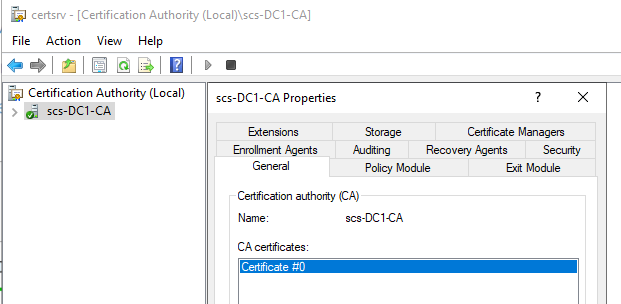 certsrv - [Certification Authority (Local)\scs-DC1-CA]
File Action View Help
Certification Authority (Local)
scs-DC1-CA
scs-DC1-CA Properties
Extensions Storage Certificate Managers
Enrollment Agents Auditing Recovery Agents Security
General Policy Module Exit Module
Certification authority (CA)
Name: scs-DC1-CA
CA certificates:
Certificate #0